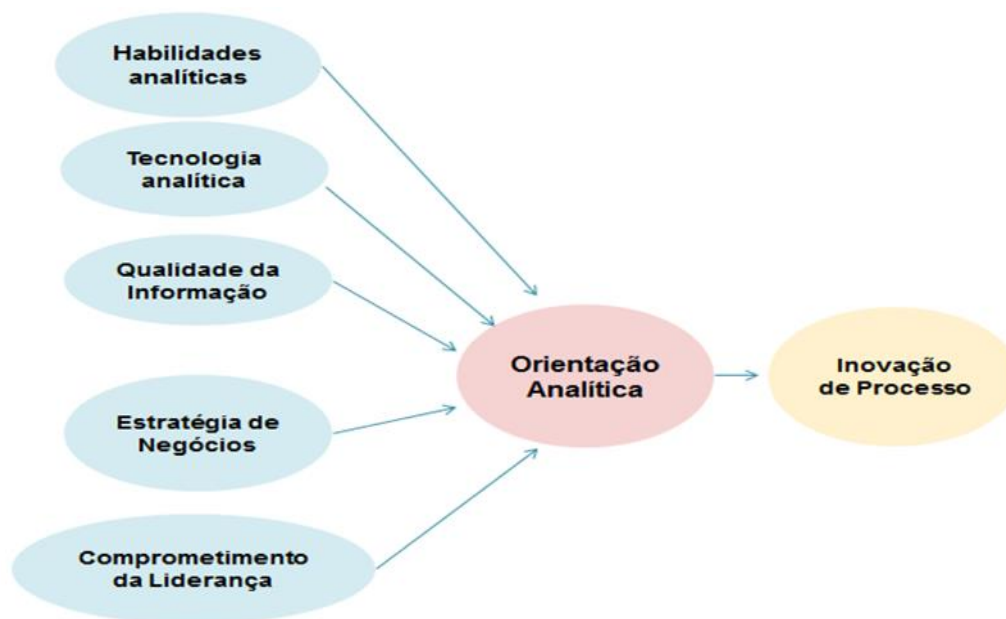 Habilidades
analíticas
Tecnologia
analítica
Qualidade da
Informação
Estratégia de
Negócios
Comprometimento
da Liderança
Orientação
Analítica
Inovação
de Processo